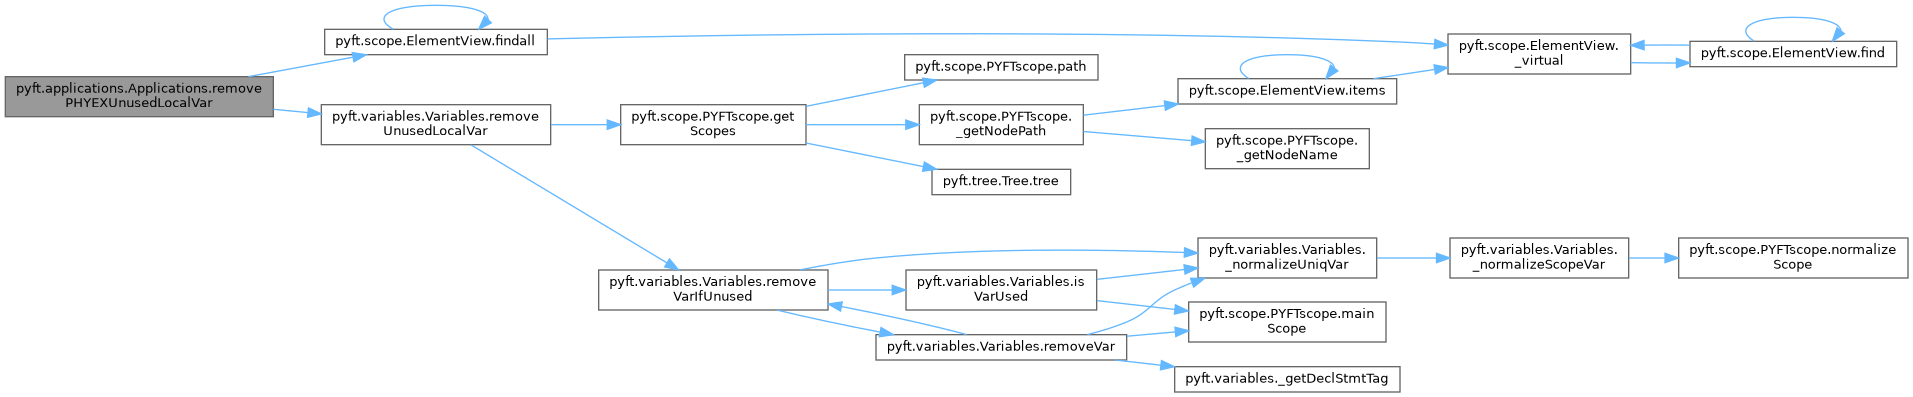 pyft.applications.Applications.remove
PHYEXUnusedLocalVar
pyft.scope.ElementView.findall
pyft.variables.Variables.remove
UnusedLocalVar
pyft.scope.PYFTscope.get
Scopes
pyft.scope.PYFTscope.path
pyft.scope.PYFTscope.
_getNodePath
pyft.tree.Tree.tree
pyft.scope.ElementView.items
pyft.scope.PYFTscope.
_getNodeName
pyft.scope.ElementView.
_virtual
pyft.scope.ElementView.find
pyft.variables.Variables.remove
VarIfUnused
pyft.variables.Variables.is
VarUsed
pyft.variables.Variables.removeVar
pyft.variables.Variables.
_normalizeUniqVar
pyft.scope.PYFTscope.main
Scope
pyft.variables._getDeclStmtTag
pyft.variables.Variables.
_normalizeScopeVar
pyft.scope.PYFTscope.normalize
Scope